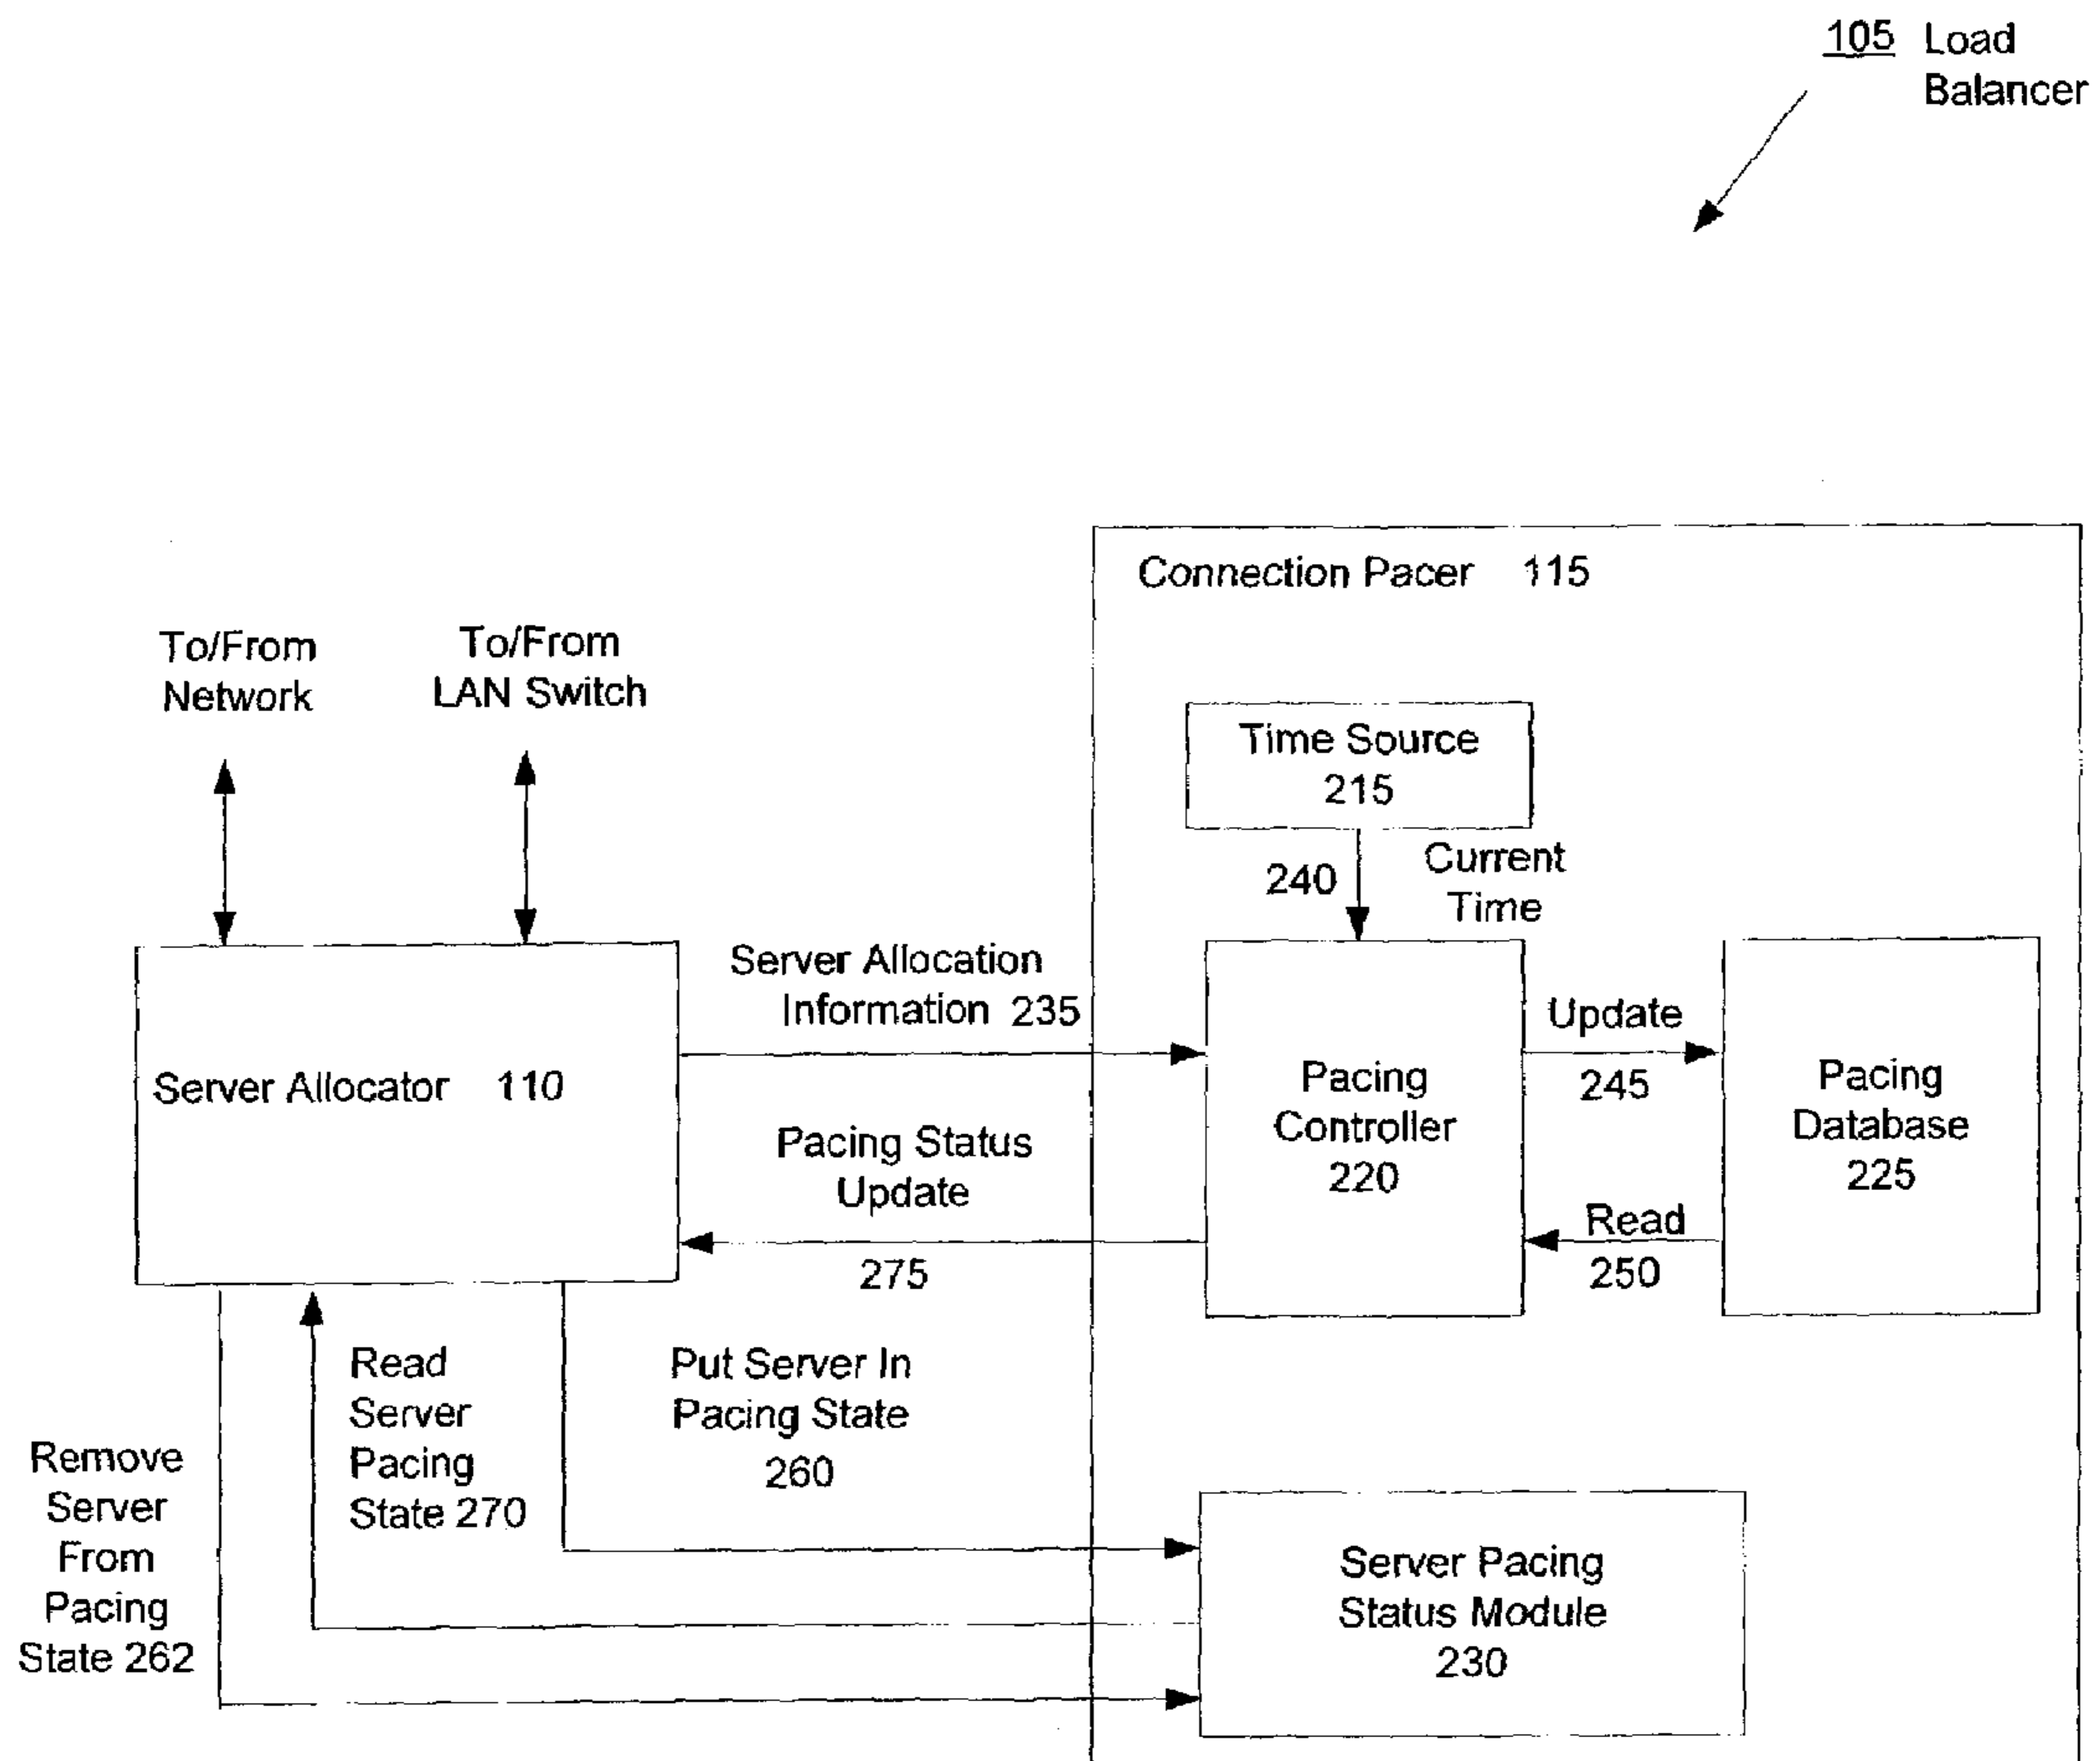 105 Load
Balancer
Connection Pacer 115
To/From
Network
To/From
LAN Switch
Time Source
215
240
Current
Time
Server Allocation
Information 235
Server Allocator 110
Pacing Status
Update
275
Pacing
Controller
220
Update
245
Read
250
Pacing
Database
225
Read
Server
Pacing
State 270
Put Server In
Pacing State
260
Remove
Server
From
Pacing
State 262
Server Pacing
Status Module
230